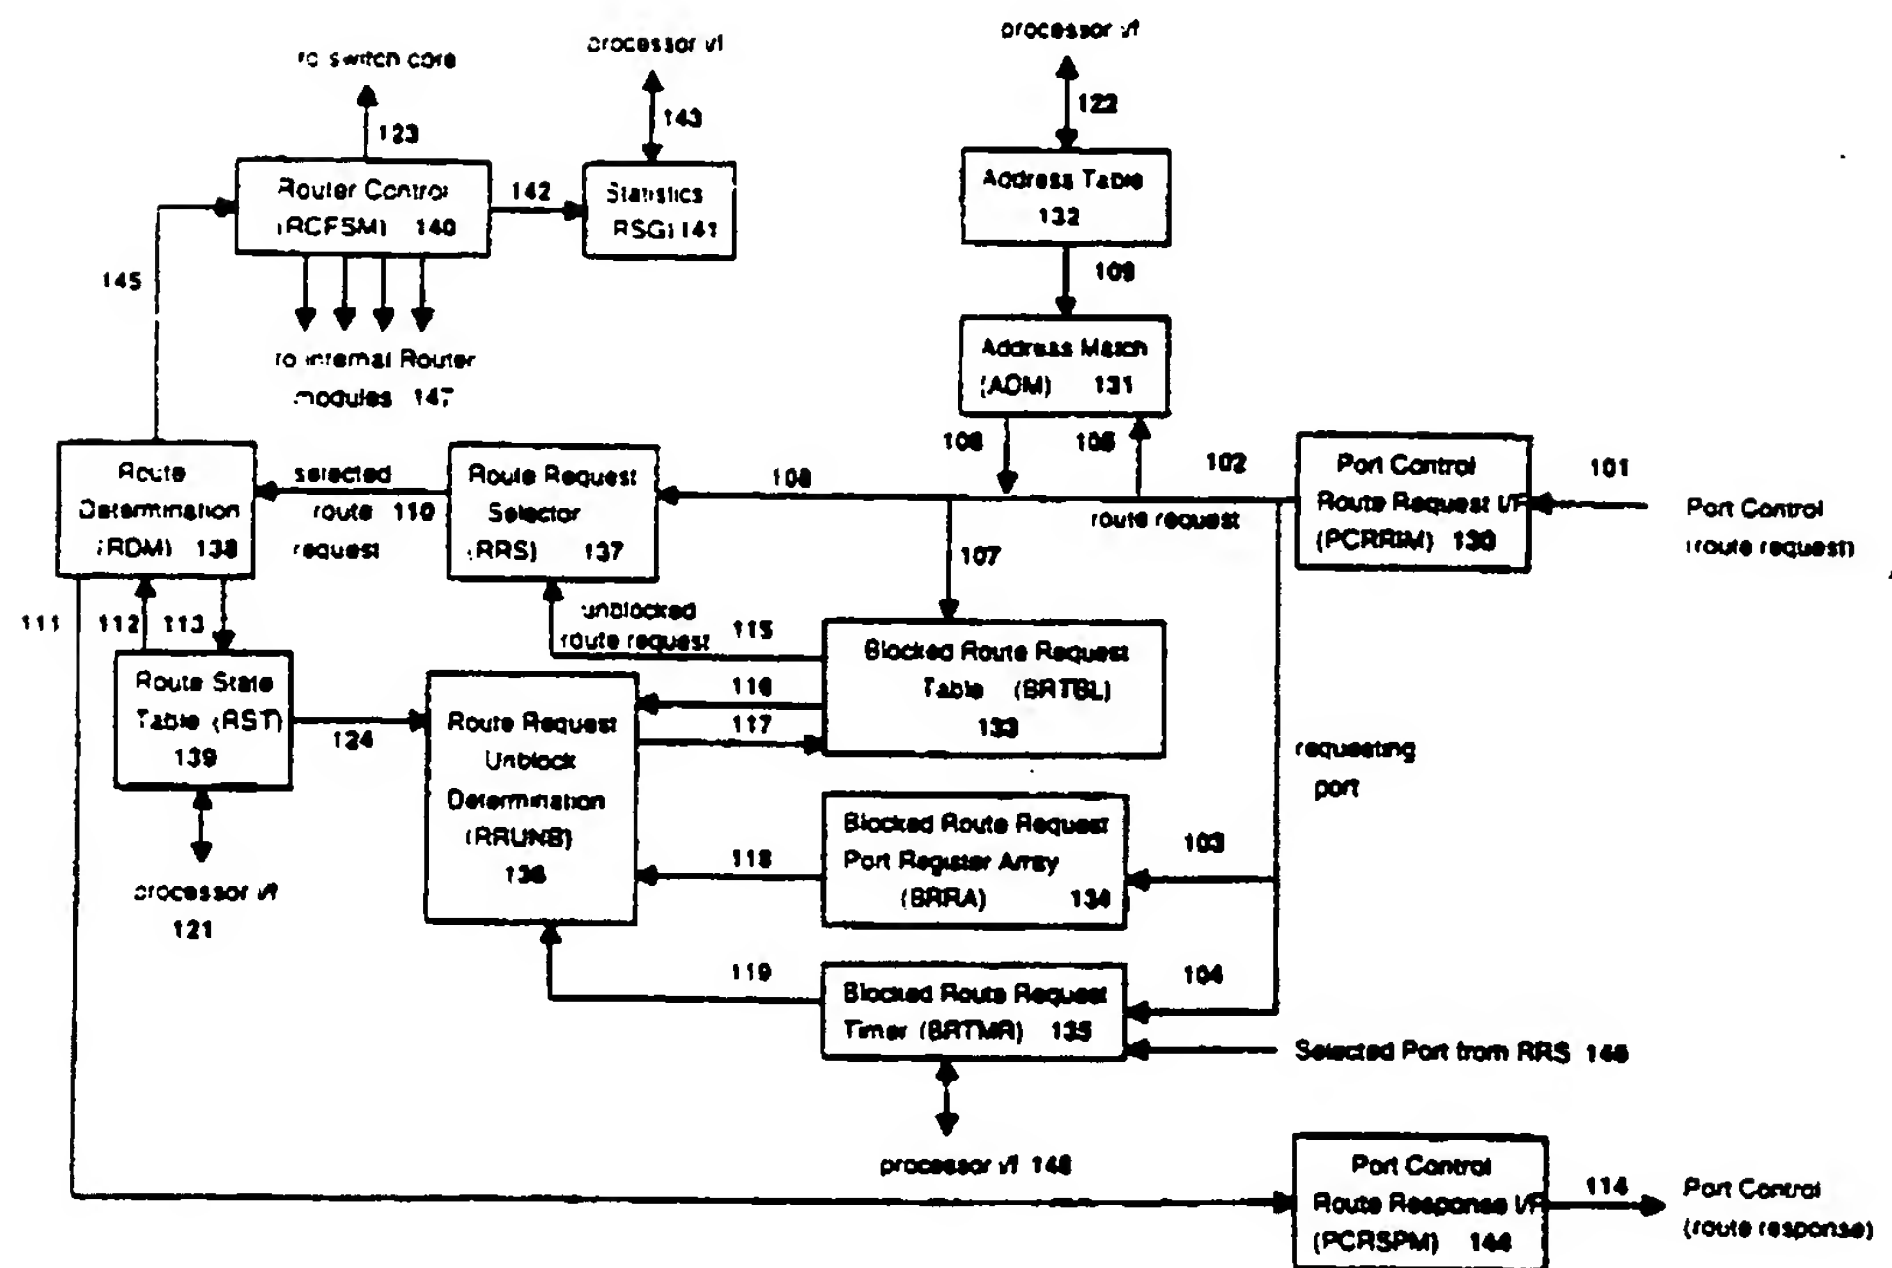 to switch core
processor i/f
processor i/f
123
143
122
Router Control
(RCFSM) 140
142
Statistics
RSG) 141
Address Table
132
145
109
to internal Router
modules 147
Address Match
(ADM) 131
106
105
Route
Determination
(RDM) 138
selected
route 110
request
Route Request
Selector
(RRS) 137
108
102
route request
Port Control
Route Request I/F
(PCRRIM) 130
101
Port Control
(route request)
107
111
112
113
unblocked
route request
115
Route State
Table (RST)
139
124
Route Request
Unblock
Determination
(RRUNB)
136
116
117
Blocked Route Request
Table (BRTBL)
133
requesting
port
processor i/f
121
118
Blocked Route Request
Port Register Array
(BRRA) 134
103
119
Blocked Route Request
Timer (BRTMR) 135
104
Selected Port from RRS 146
processor i/f 148
Port Control
Route Response I/F
(PCRSPM) 144
114
Port Control
(route response)